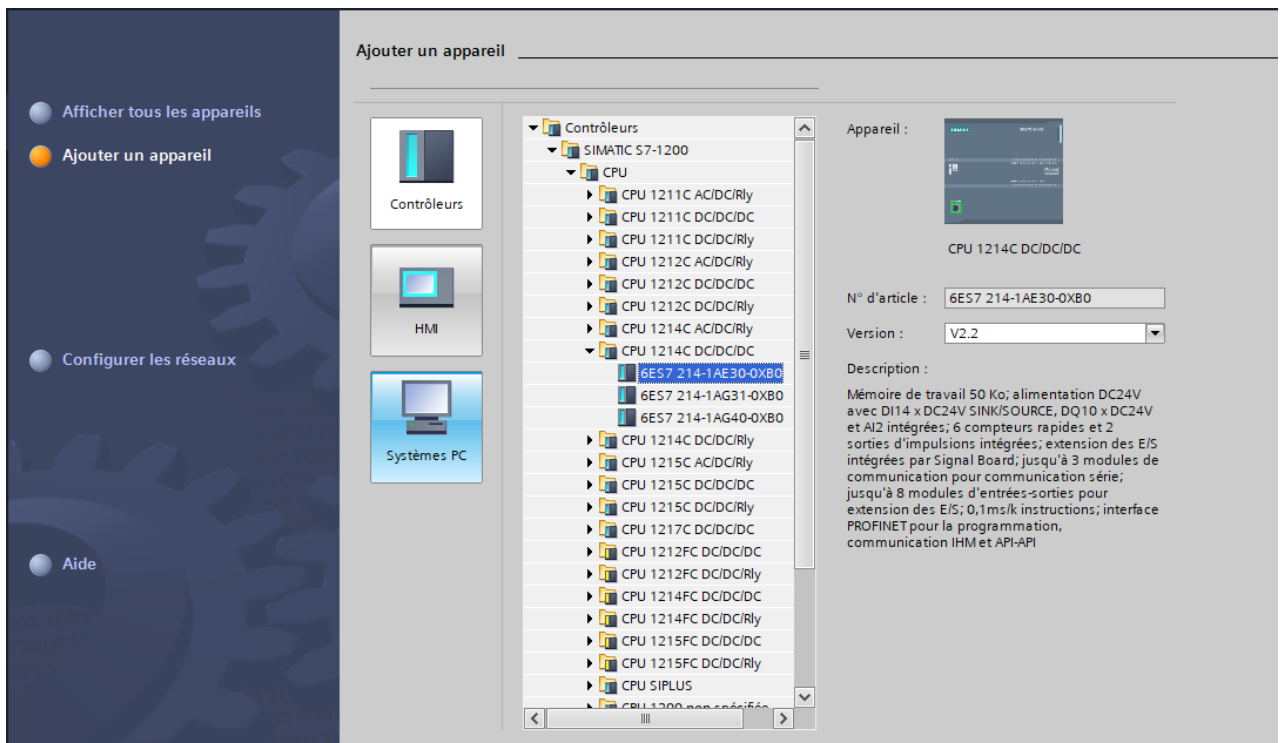 Ajouter un appareil
Afficher tous les appareils
Ajouter un appareil
Configurer les réseaux
Aide
Contrôleurs
HMI
Systèmes PC
Contrôleurs
SIMATIC S7-1200
CPU
CPU 1211C AC/DC/Rly
CPU 1211C DC/DC/DC
CPU 1211C DC/DC/Rly
CPU 1212C AC/DC/Rly
CPU 1212C DC/DC/DC
CPU 1212C DC/DC/Rly
CPU 1214C AC/DC/Rly
CPU 1214C DC/DC/DC
6ES7 214-1AE30-0XB0
6ES7 214-1AG31-0XB0
6ES7 214-1AG40-0XB0
CPU 1214C DC/DC/Rly
CPU 1215C AC/DC/Rly
CPU 1215C DC/DC/DC
CPU 1215C DC/DC/Rly
CPU 1217C DC/DC/DC
CPU 1212FC DC/DC/DC
CPU 1212FC DC/DC/Rly
CPU 1214FC DC/DC/DC
CPU 1214FC DC/DC/Rly
CPU 1215FC DC/DC/DC
CPU 1215FC DC/DC/Rly
CPU SIPLUS
CPU 1200 non spécifiée
Appareil :
SIEMENS
CPU 1214C DC/DC/DC
N° d'article :
6ES7 214-1AE30-0XB0
Version :
V2.2
Description :
Mémoire de travail 50 Ko; alimentation DC24V
avec DI14 x DC24V SINK/SOURCE, DQ10 x DC24V
et AI2 intégrées; 6 compteurs rapides et 2
sorties d'impulsions intégrées; extension des E/S
intégrées par Signal Board; jusqu'à 3 modules de
communication pour communication série;
jusqu'à 8 modules d'entrées-sorties pour
extension des E/S; 0,1ms/k instructions; interface
PROFINET pour la programmation,
communication IHM et API-API